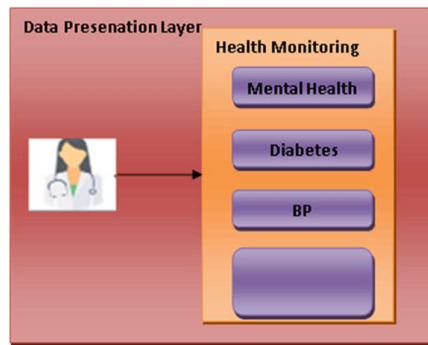 Data Presenation Layer
Health Monitoring
Mental Health
Diabetes
BP